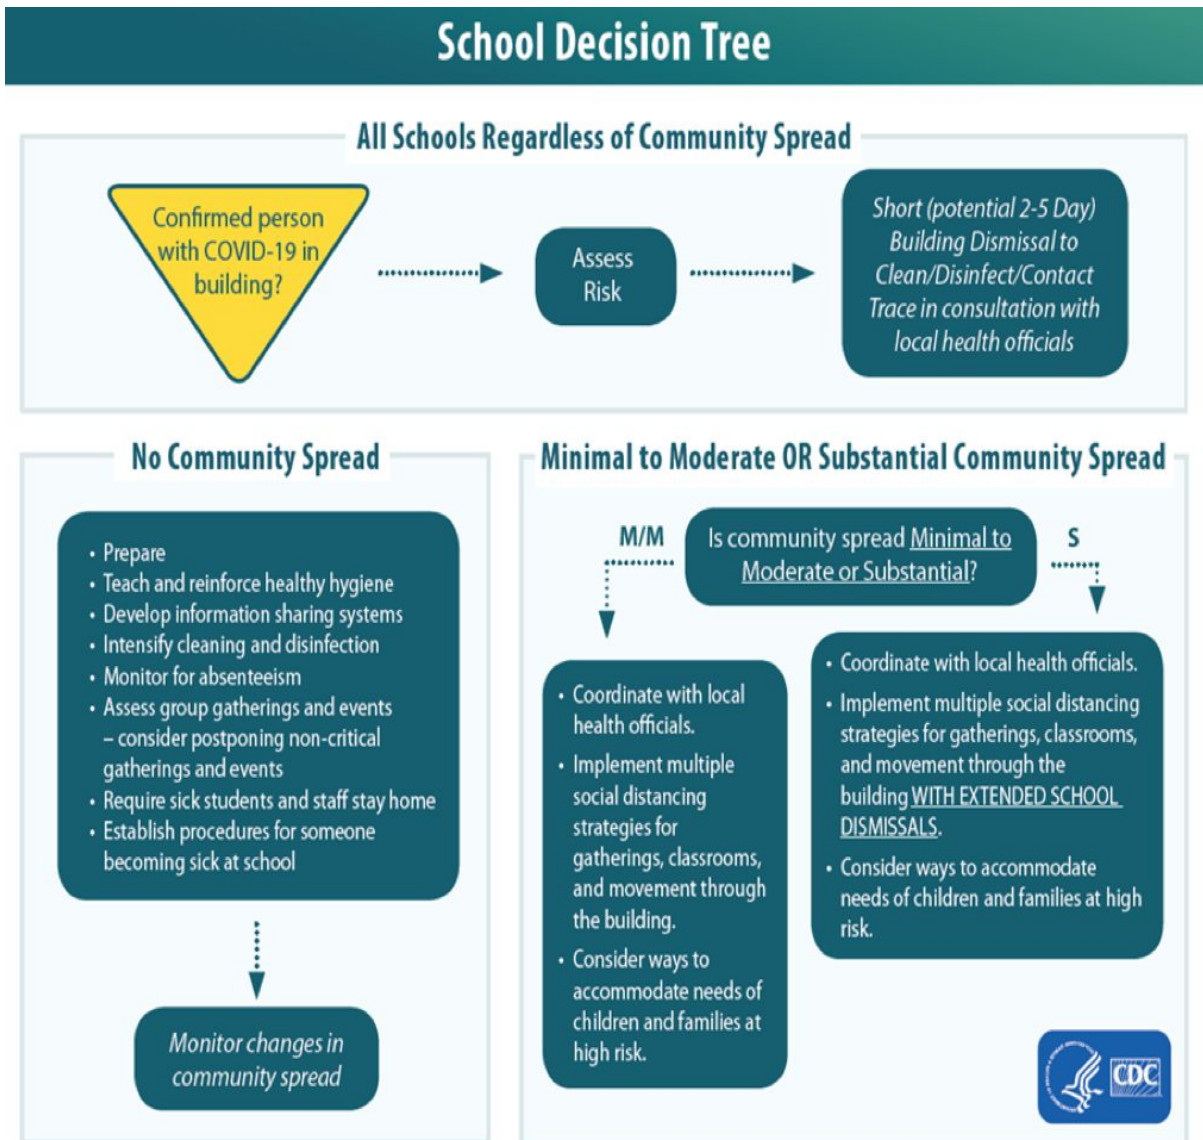 School Decision Tree
All Schools Regardless of Community Spread
Confirmed person
with COVID-19 in
building?
Assess
Risk
Short (potential 2-5 Day)
Building Dismissal to
Clean/Disinfect/Contact
Trace in consultation with
local health officials
No Community Spread
• Prepare
• Teach and reinforce healthy hygiene
• Develop information sharing systems
• Intensify cleaning and disinfection
• Monitor for absenteeism
• Assess group gatherings and events
– consider postponing non-critical
gatherings and events
• Require sick students and staff stay home
• Establish procedures for someone
becoming sick at school
Monitor changes in
community spread
Minimal to Moderate OR Substantial Community Spread
Is community spread Minimal to
Moderate or Substantial?
M/M
• Coordinate with local
health officials.
• Implement multiple
social distancing
strategies for
gatherings, classrooms,
and movement through
the building.
• Consider ways to
accommodate needs of
children and families at
high risk.
S
• Coordinate with local health officials.
• Implement multiple social distancing
strategies for gatherings, classrooms,
and movement through the
building WITH EXTENDED SCHOOL
DISMISSALS.
• Consider ways to accommodate
needs of children and families at high
risk.
CDC